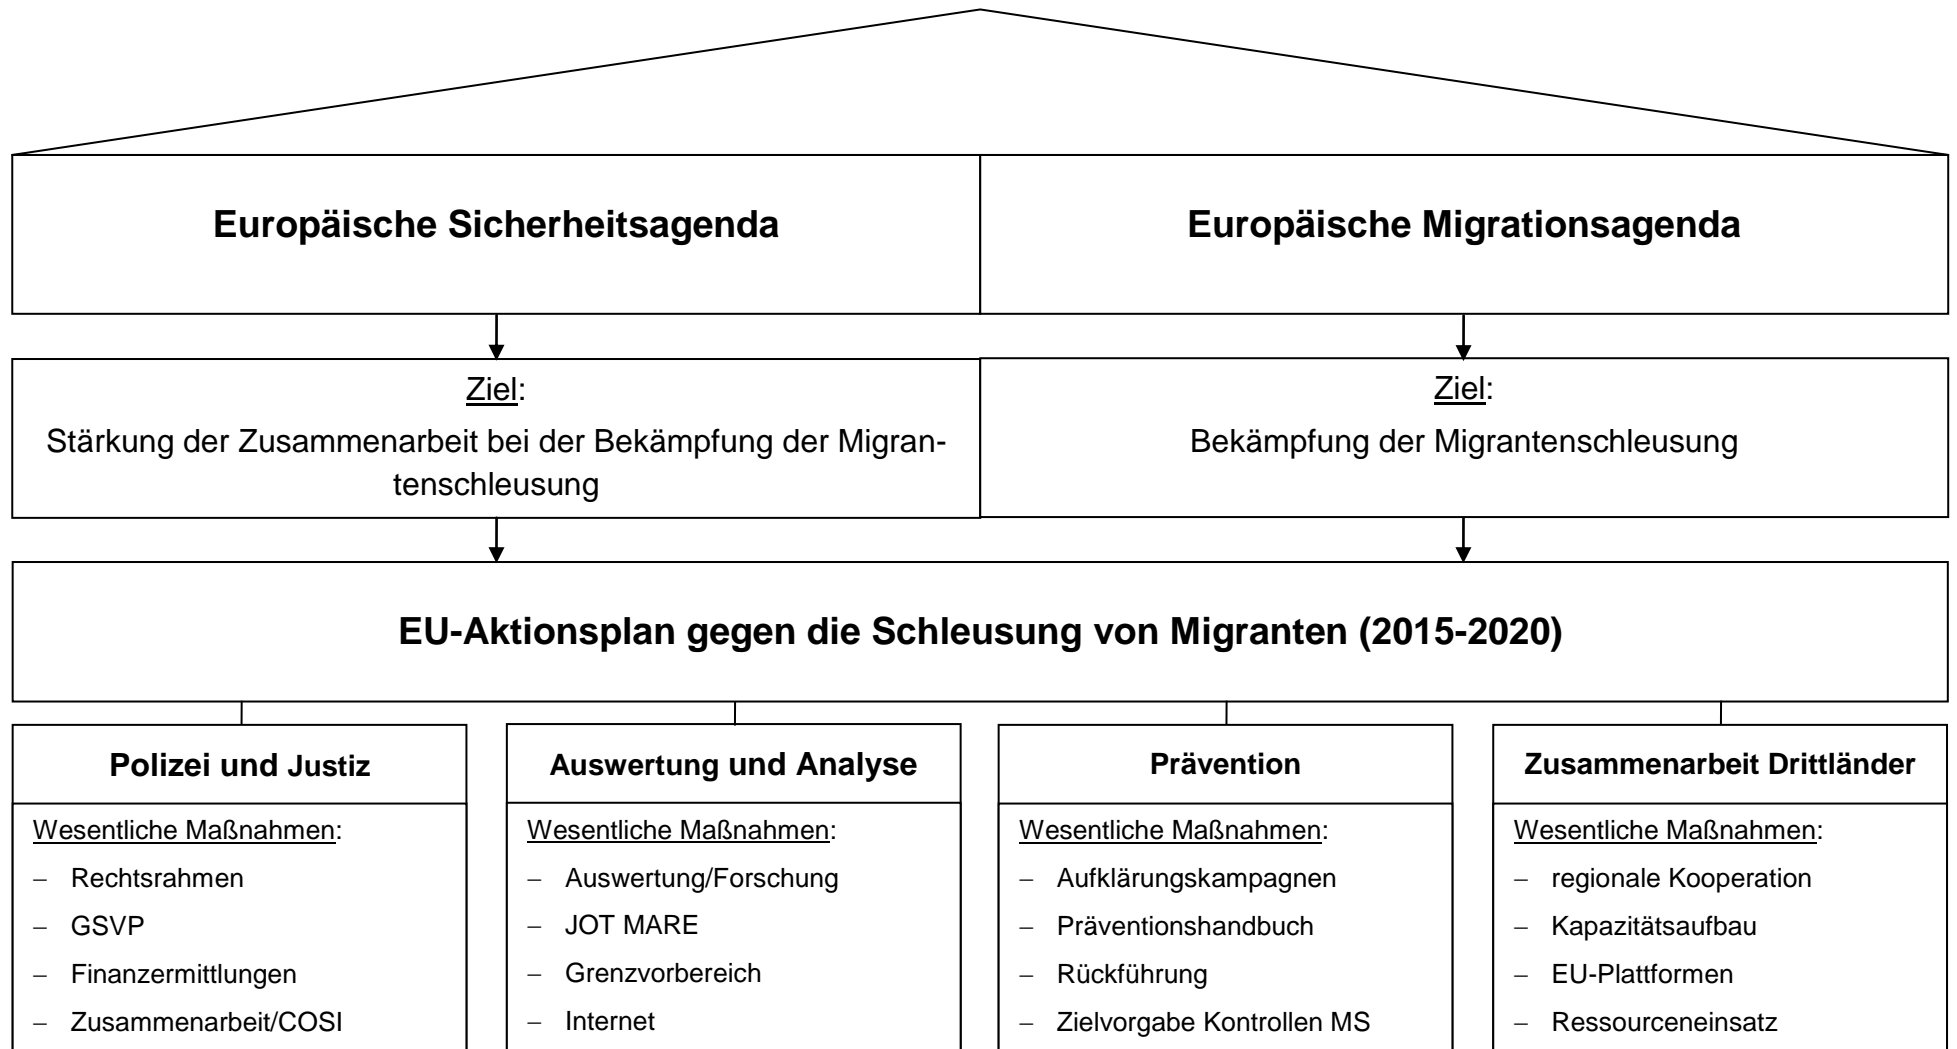 Europäische Sicherheitsagenda
Europäische Migrationsagenda
Ziel:
Stärkung der Zusammenarbeit bei der Bekämpfung der Migran-
tenschleusung
Ziel:
Bekämpfung der Migrantenschleusung
EU-Aktionsplan gegen die Schleusung von Migranten (2015-2020)
Polizei und Justiz
Wesentliche Maßnahmen:
– Rechtsrahmen
– GSVP
– Finanzermittlungen
– Zusammenarbeit/COSI
Auswertung und Analyse
Wesentliche Maßnahmen:
– Auswertung/Forschung
– JOT MARE
– Grenzvorbereich
– Internet
Prävention
Wesentliche Maßnahmen:
– Aufklärungskampagnen
– Präventionshandbuch
– Rückführung
– Zielvorgabe Kontrollen MS
Zusammenarbeit Drittländer
Wesentliche Maßnahmen:
– regionale Kooperation
– Kapazitätsaufbau
– EU-Plattformen
– Ressourceneinsatz